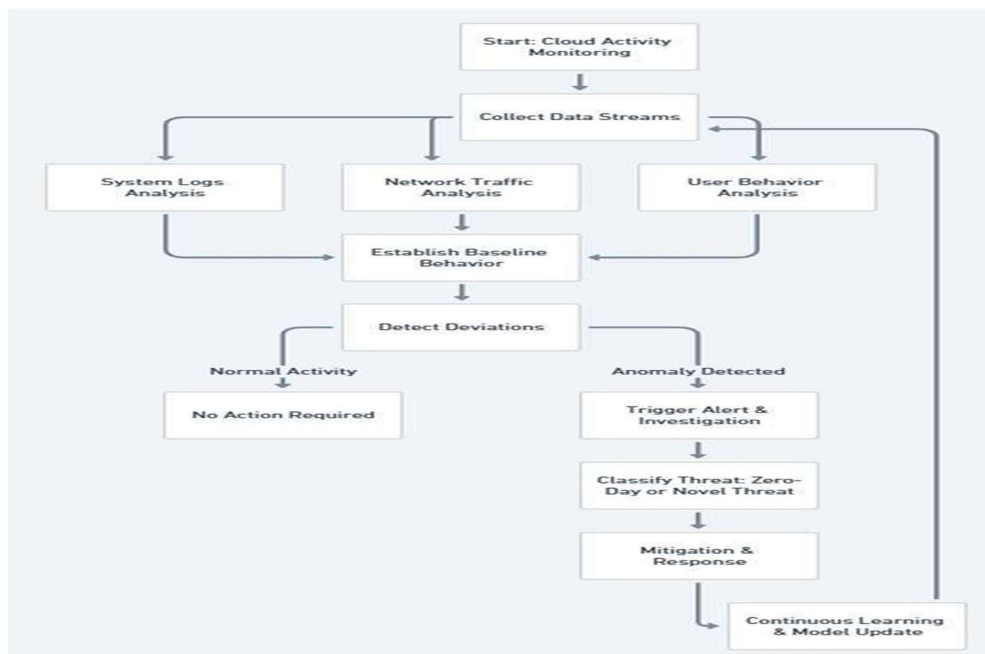 Start: Cloud Activity
Monitoring
Collect Data Streams
System Logs
Analysis
Network Traffic
Analysis
User Behavior
Analysis
Establish Baseline
Behavior
Detect Deviations
Normal Activity
Anomaly Detected
No Action Required
Trigger Alert &
Investigation
Classify Threat: Zero-
Day or Novel Threat
Mitigation &
Response
Continuous Learning
& Model Update